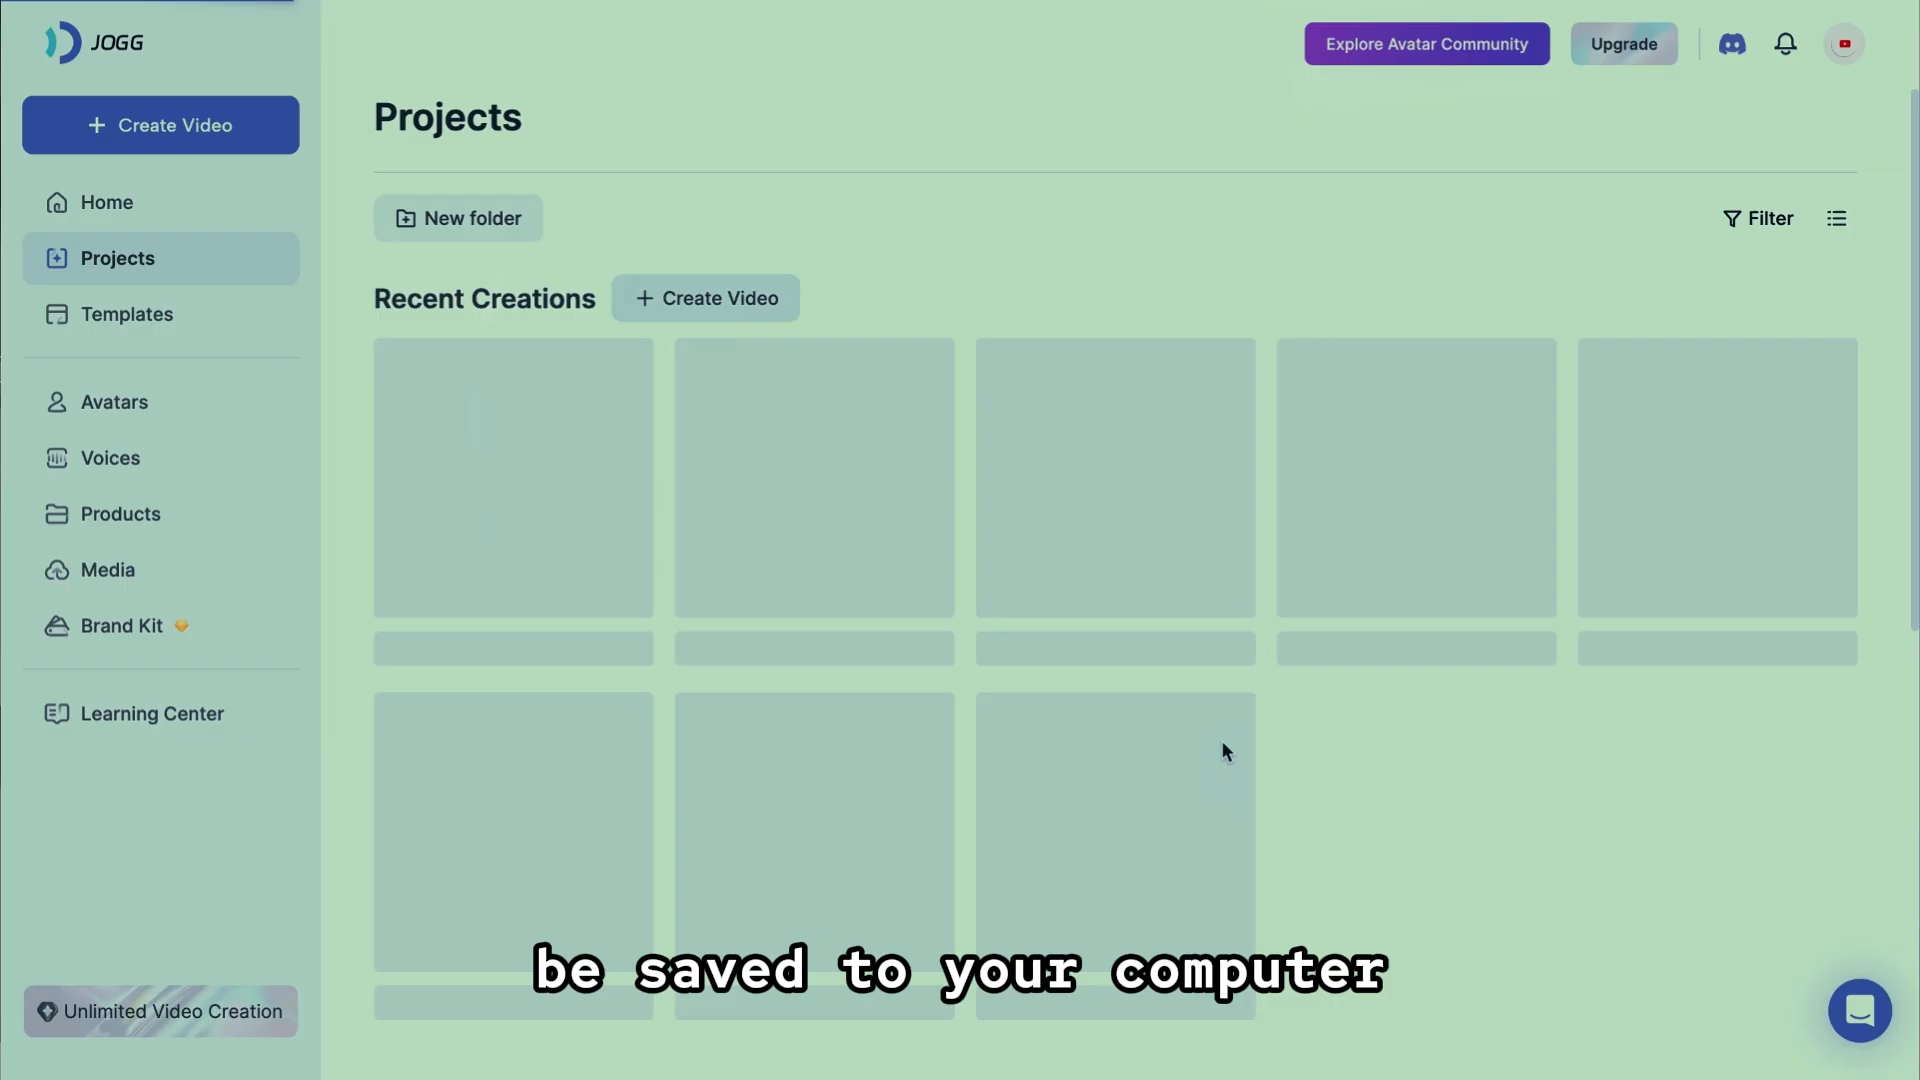 JOGG
Explore Avatar Community
Upgrade
Create Video
Projects
Home
New folder
Filter
Projects
Recent Creations
Create Video
Templates
Avatars
Voices
Products
Media
Brand Kit
Learning Center
be saved to your computer
Unlimited Video Creation